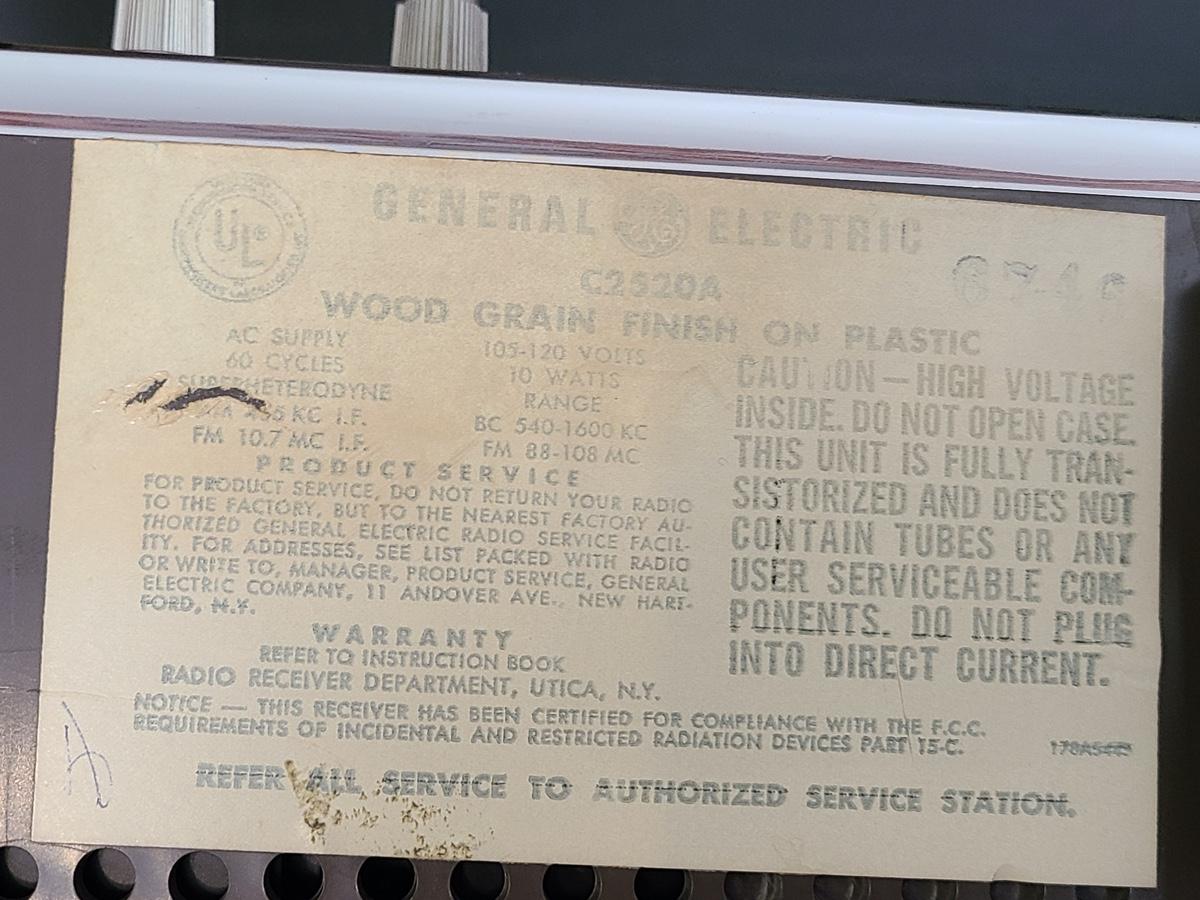 GENERAL GE ELECTRIC
UL®
C2520A
WOOD GRAIN FINISH ON PLASTIC
AC SUPPLY
60 CYCLES
SUPERHETERODYNE
455 KC I.F.
FM 10.7 MC I.F.
105-120 VOLTS
10 WATTS
RANGE
BC 540-1600 KC
FM 88-108 MC
PRODUCT SERVICE
FOR PRODUCT SERVICE, DO NOT RETURN YOUR RADIO
TO THE FACTORY, BUT TO THE NEAREST FACTORY AU-
THORIZED GENERAL ELECTRIC RADIO SERVICE FACIL-
ITY. FOR ADDRESSES, SEE LIST PACKED WITH RADIO
OR WRITE TO, MANAGER, PRODUCT SERVICE, GENERAL
ELECTRIC COMPANY, 11 ANDOVER AVE., NEW HART-
FORD, N.Y.
WARRANTY
REFER TO INSTRUCTION BOOK
RADIO RECEIVER DEPARTMENT, UTICA, N.Y.
CAUTION — HIGH VOLTAGE
INSIDE. DO NOT OPEN CASE.
THIS UNIT IS FULLY TRAN-
SISTORIZED AND DOES NOT
CONTAIN TUBES OR ANY
USER SERVICEABLE COM-
PONENTS. DO NOT PLUG
INTO DIRECT CURRENT.
NOTICE — THIS RECEIVER HAS BEEN CERTIFIED FOR COMPLIANCE WITH THE F.C.C.
REQUIREMENTS OF INCIDENTAL AND RESTRICTED RADIATION DEVICES PART 15-C.
REFER ALL SERVICE TO AUTHORIZED SERVICE STATION.